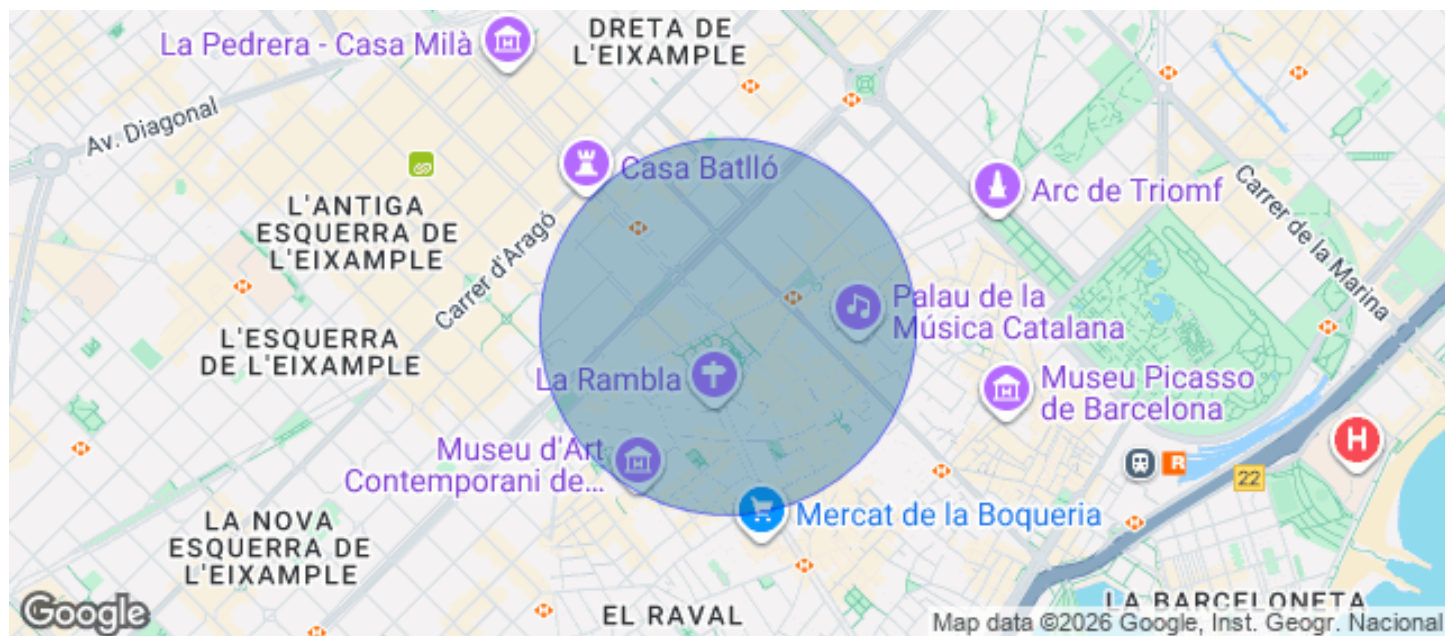 La Pedrera - Casa Milà
DRETA DE
L'EIXAMPLE
Av. Diagonal
Casa Batlló
Arc de Triomf
Carrer de la Marina
L'ANTIGA
ESQUERRA DE
L'EIXAMPLE
Carrer d'Aragó
Palau de la
Música Catalana
L'ESQUERRA
DE L'EIXAMPLE
La Rambla
Museu Picasso
de Barcelona
Museu d'Art
Contemporani de...
H
R
22
Mercat de la Boqueria
LA NOVA
ESQUERRA DE
L'EIXAMPLE
EL RAVAL
LA BARCELONETA
Google
Map data ©2026 Google, Inst. Geogr. Nacional